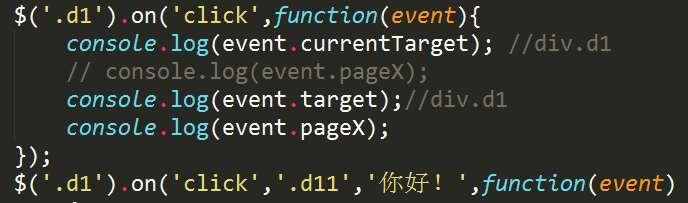 $('.d1').on('click',function(event){
    console.log(event.currentTarget); //div.d1
    // console.log(event.pageX);
    console.log(event.target);//div.d1
    console.log(event.pageX);
});
$('.d1').on('click','.d11','你好！',function(event)